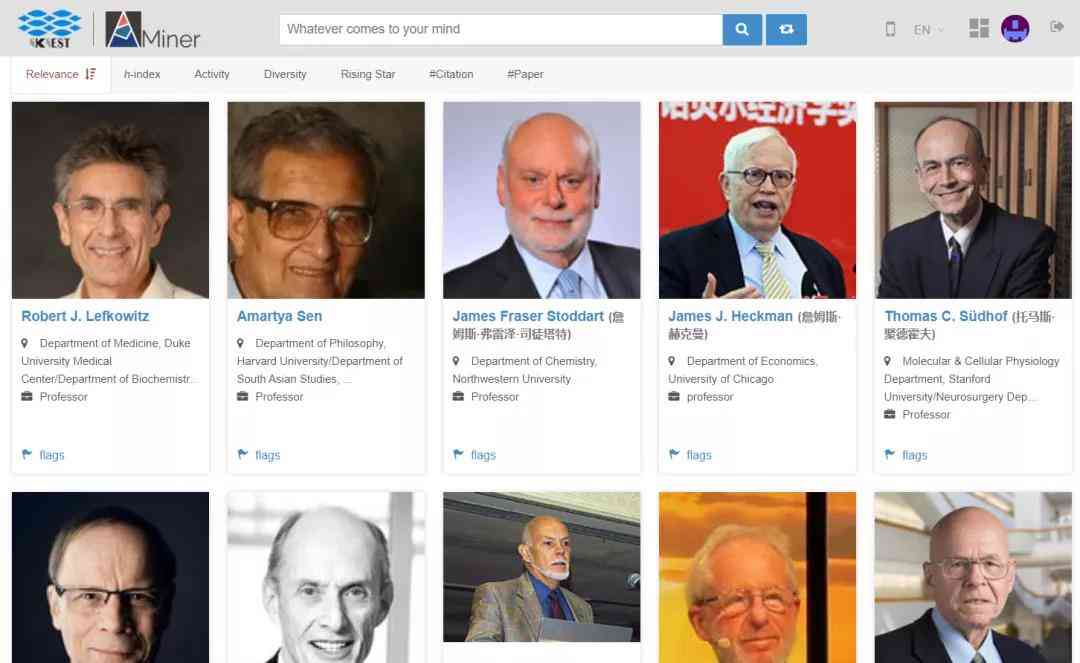 KEST
AMiner
Whatever comes to your mind
EN
Relevance
h-index
Activity
Diversity
Rising Star
#Citation
#Paper
Robert J. Lefkowitz
Department of Medicine, Duke
University Medical
Center/Department of Biochemistr...
Professor
flags
Amartya Sen
Department of Philosophy,
Harvard University/Department of
South Asian Studies, ...
Professor
flags
James Fraser Stoddart (詹
姆斯·弗雷泽·司徒塔特)
Department of Chemistry,
Northwestern University
Professor
flags
James J. Heckman (詹姆斯·
赫克曼)
Department of Economics,
University of Chicago
professor
flags
Thomas C. Südhof (托马斯·
聚德霍夫)
Molecular & Cellular Physiology
Department, Stanford
University/Neurosurgery Dep...
Professor
flags